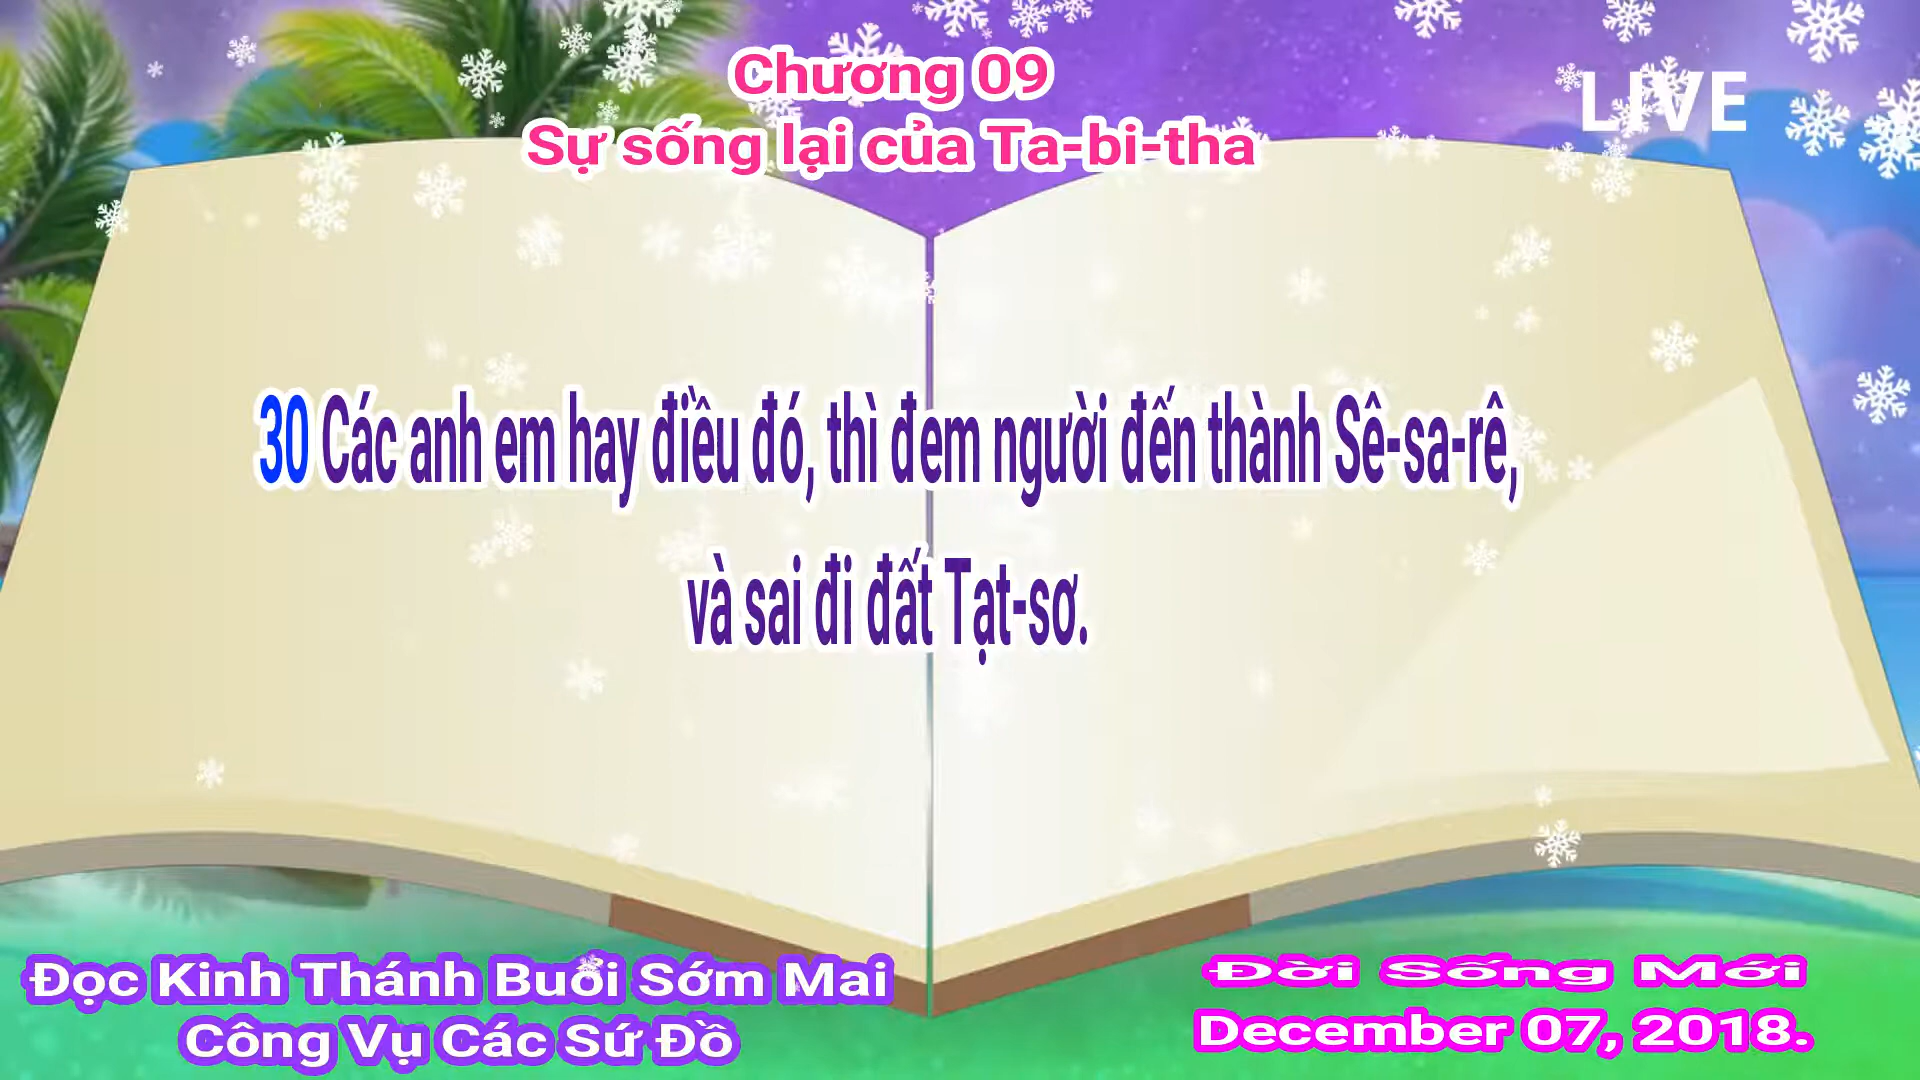 Chương 09
Sự sống lại của Ta-bi-tha
LIVE
30 Các anh em hay điều đó, thì đem người đến thành Sê-sa-rê,
và sai đi đất Tạt-sơ.
Đọc Kinh Thánh Buổi Sớm Mai
Công Vụ Các Sứ Đồ
Đời Sống Mới
December 07, 2018.